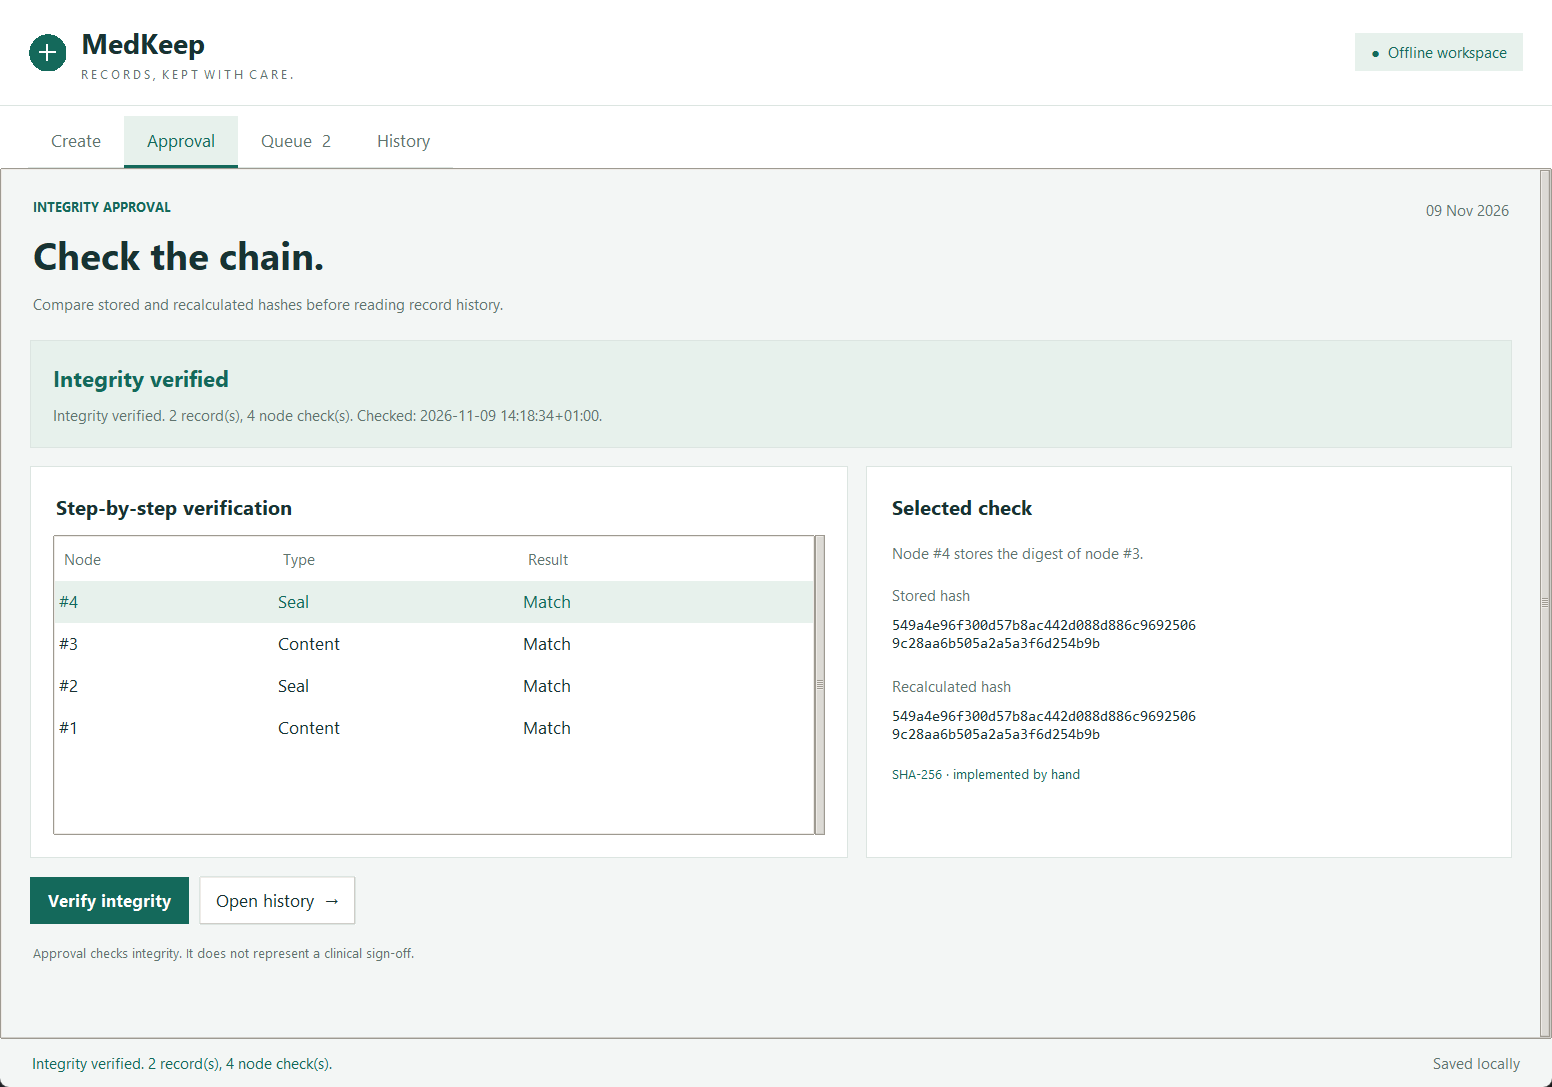 MedKeep
RECORDS, KEPT WITH CARE.
● Offline workspace
Create Approval Queue 2 History
INTEGRITY APPROVAL
09 Nov 2026
Check the chain.
Compare stored and recalculated hashes before reading record history.
Integrity verified
Integrity verified. 2 record(s), 4 node check(s). Checked: 2026-11-09 14:18:34+01:00.
Step-by-step verification
Node Type Result
#4 Seal Match
#3 Content Match
#2 Seal Match
#1 Content Match
Selected check
Node #4 stores the digest of node #3.
Stored hash
549a4e96f300d57b8ac442d088d886c9692506
9c28aa6b505a2a5a3f6d254b9b
Recalculated hash
549a4e96f300d57b8ac442d088d886c9692506
9c28aa6b505a2a5a3f6d254b9b
SHA-256 · implemented by hand
Verify integrity
Open history →
Approval checks integrity. It does not represent a clinical sign-off.
Integrity verified. 2 record(s), 4 node check(s).
Saved locally